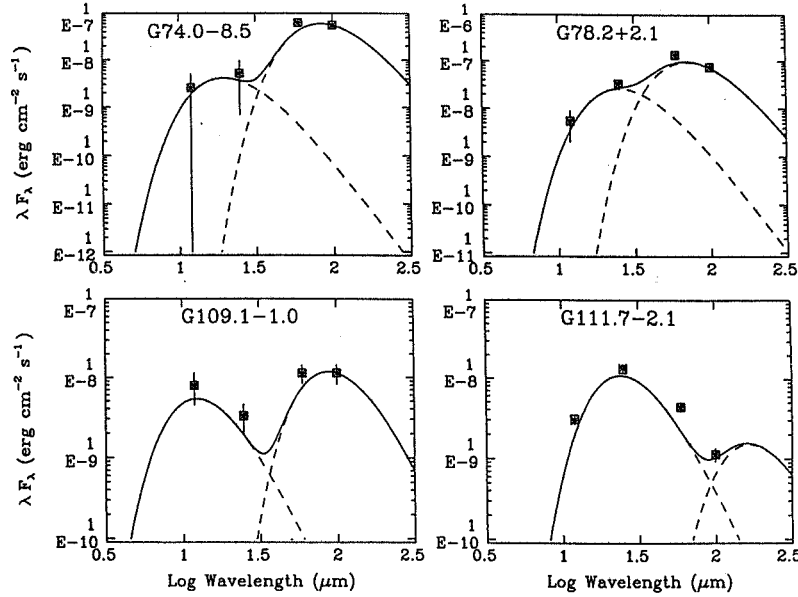 G74.0−8.5
1
E−7
1
E−8
1
E−9
1
E−10
1
E−11
1
E−12
0.5 1 1.5 2 2.5
λ Fλ (erg cm−2 s−1)
G78.2+2.1
1
E−6
1
E−7
1
E−8
1
E−9
1
E−10
1
E−11
0.5 1 1.5 2 2.5
G109.1−1.0
1
E−7
1
E−8
1
E−9
1
E−10
0.5 1 1.5 2 2.5
λ Fλ (erg cm−2 s−1)
Log Wavelength (μm)
G111.7−2.1
1
E−7
1
E−8
1
E−9
1
E−10
0.5 1 1.5 2 2.5
Log Wavelength (μm)